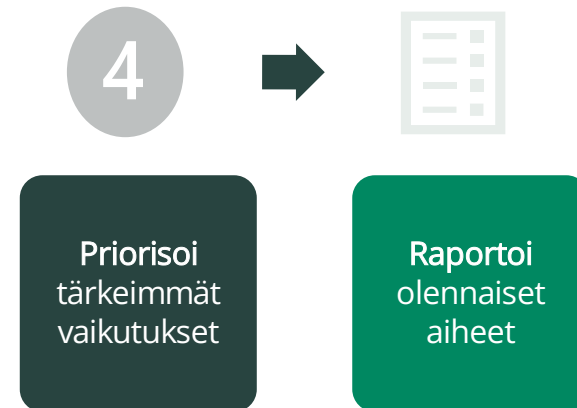 4
Priorisoi
tärkeimmät
vaikutukset
Raportoi
olennaiset
aiheet